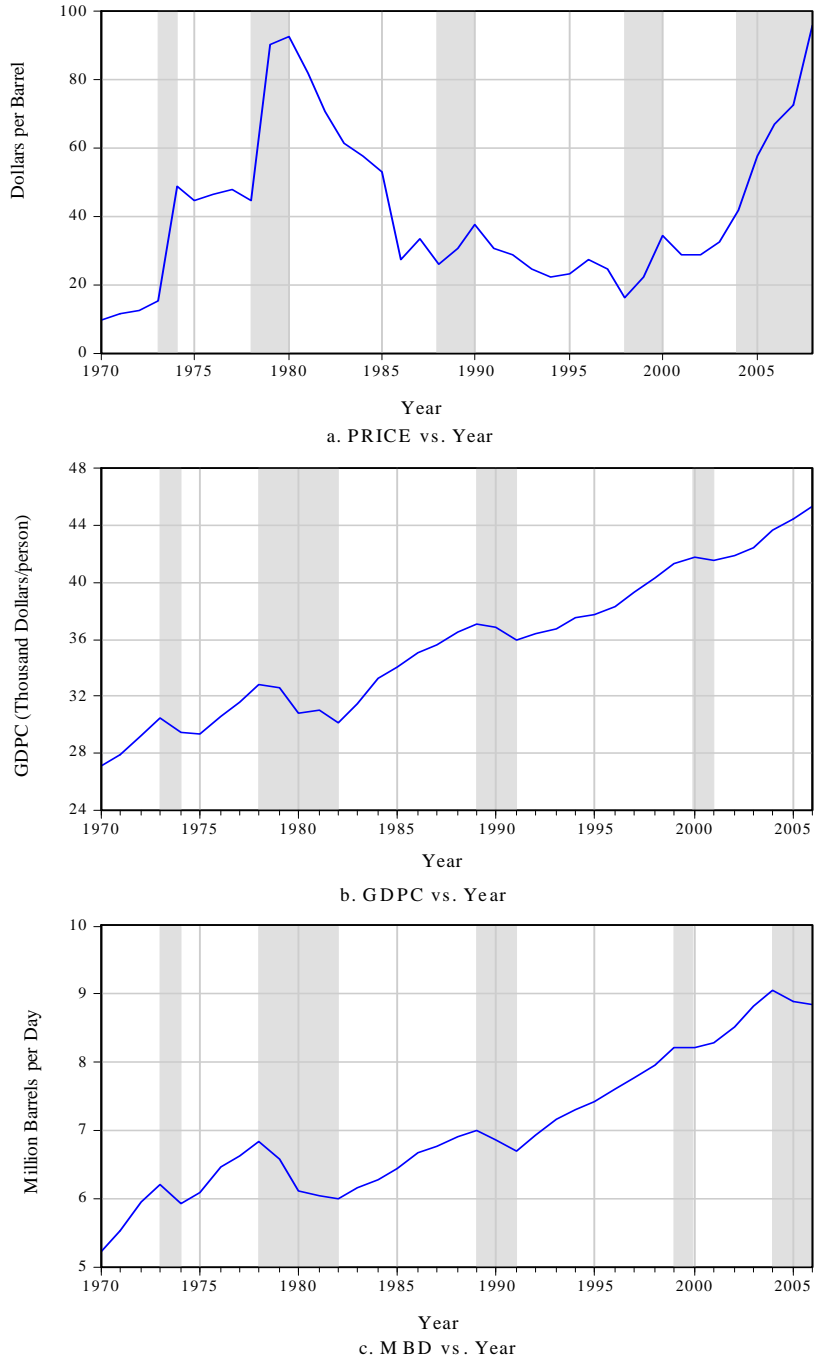 Dollars per Barrel
100
80
60
40
20
0
1970 1975 1980 1985 1990 1995 2000 2005
Year
a. PRICE vs. Year
GDPC (Thousand Dollars/person)
48
44
40
36
32
28
24
1970 1975 1980 1985 1990 1995 2000 2005
Year
b. GDPC vs. Year
Million Barrels per Day
10
9
8
7
6
5
1970 1975 1980 1985 1990 1995 2000 2005
Year
c. MBD vs. Year